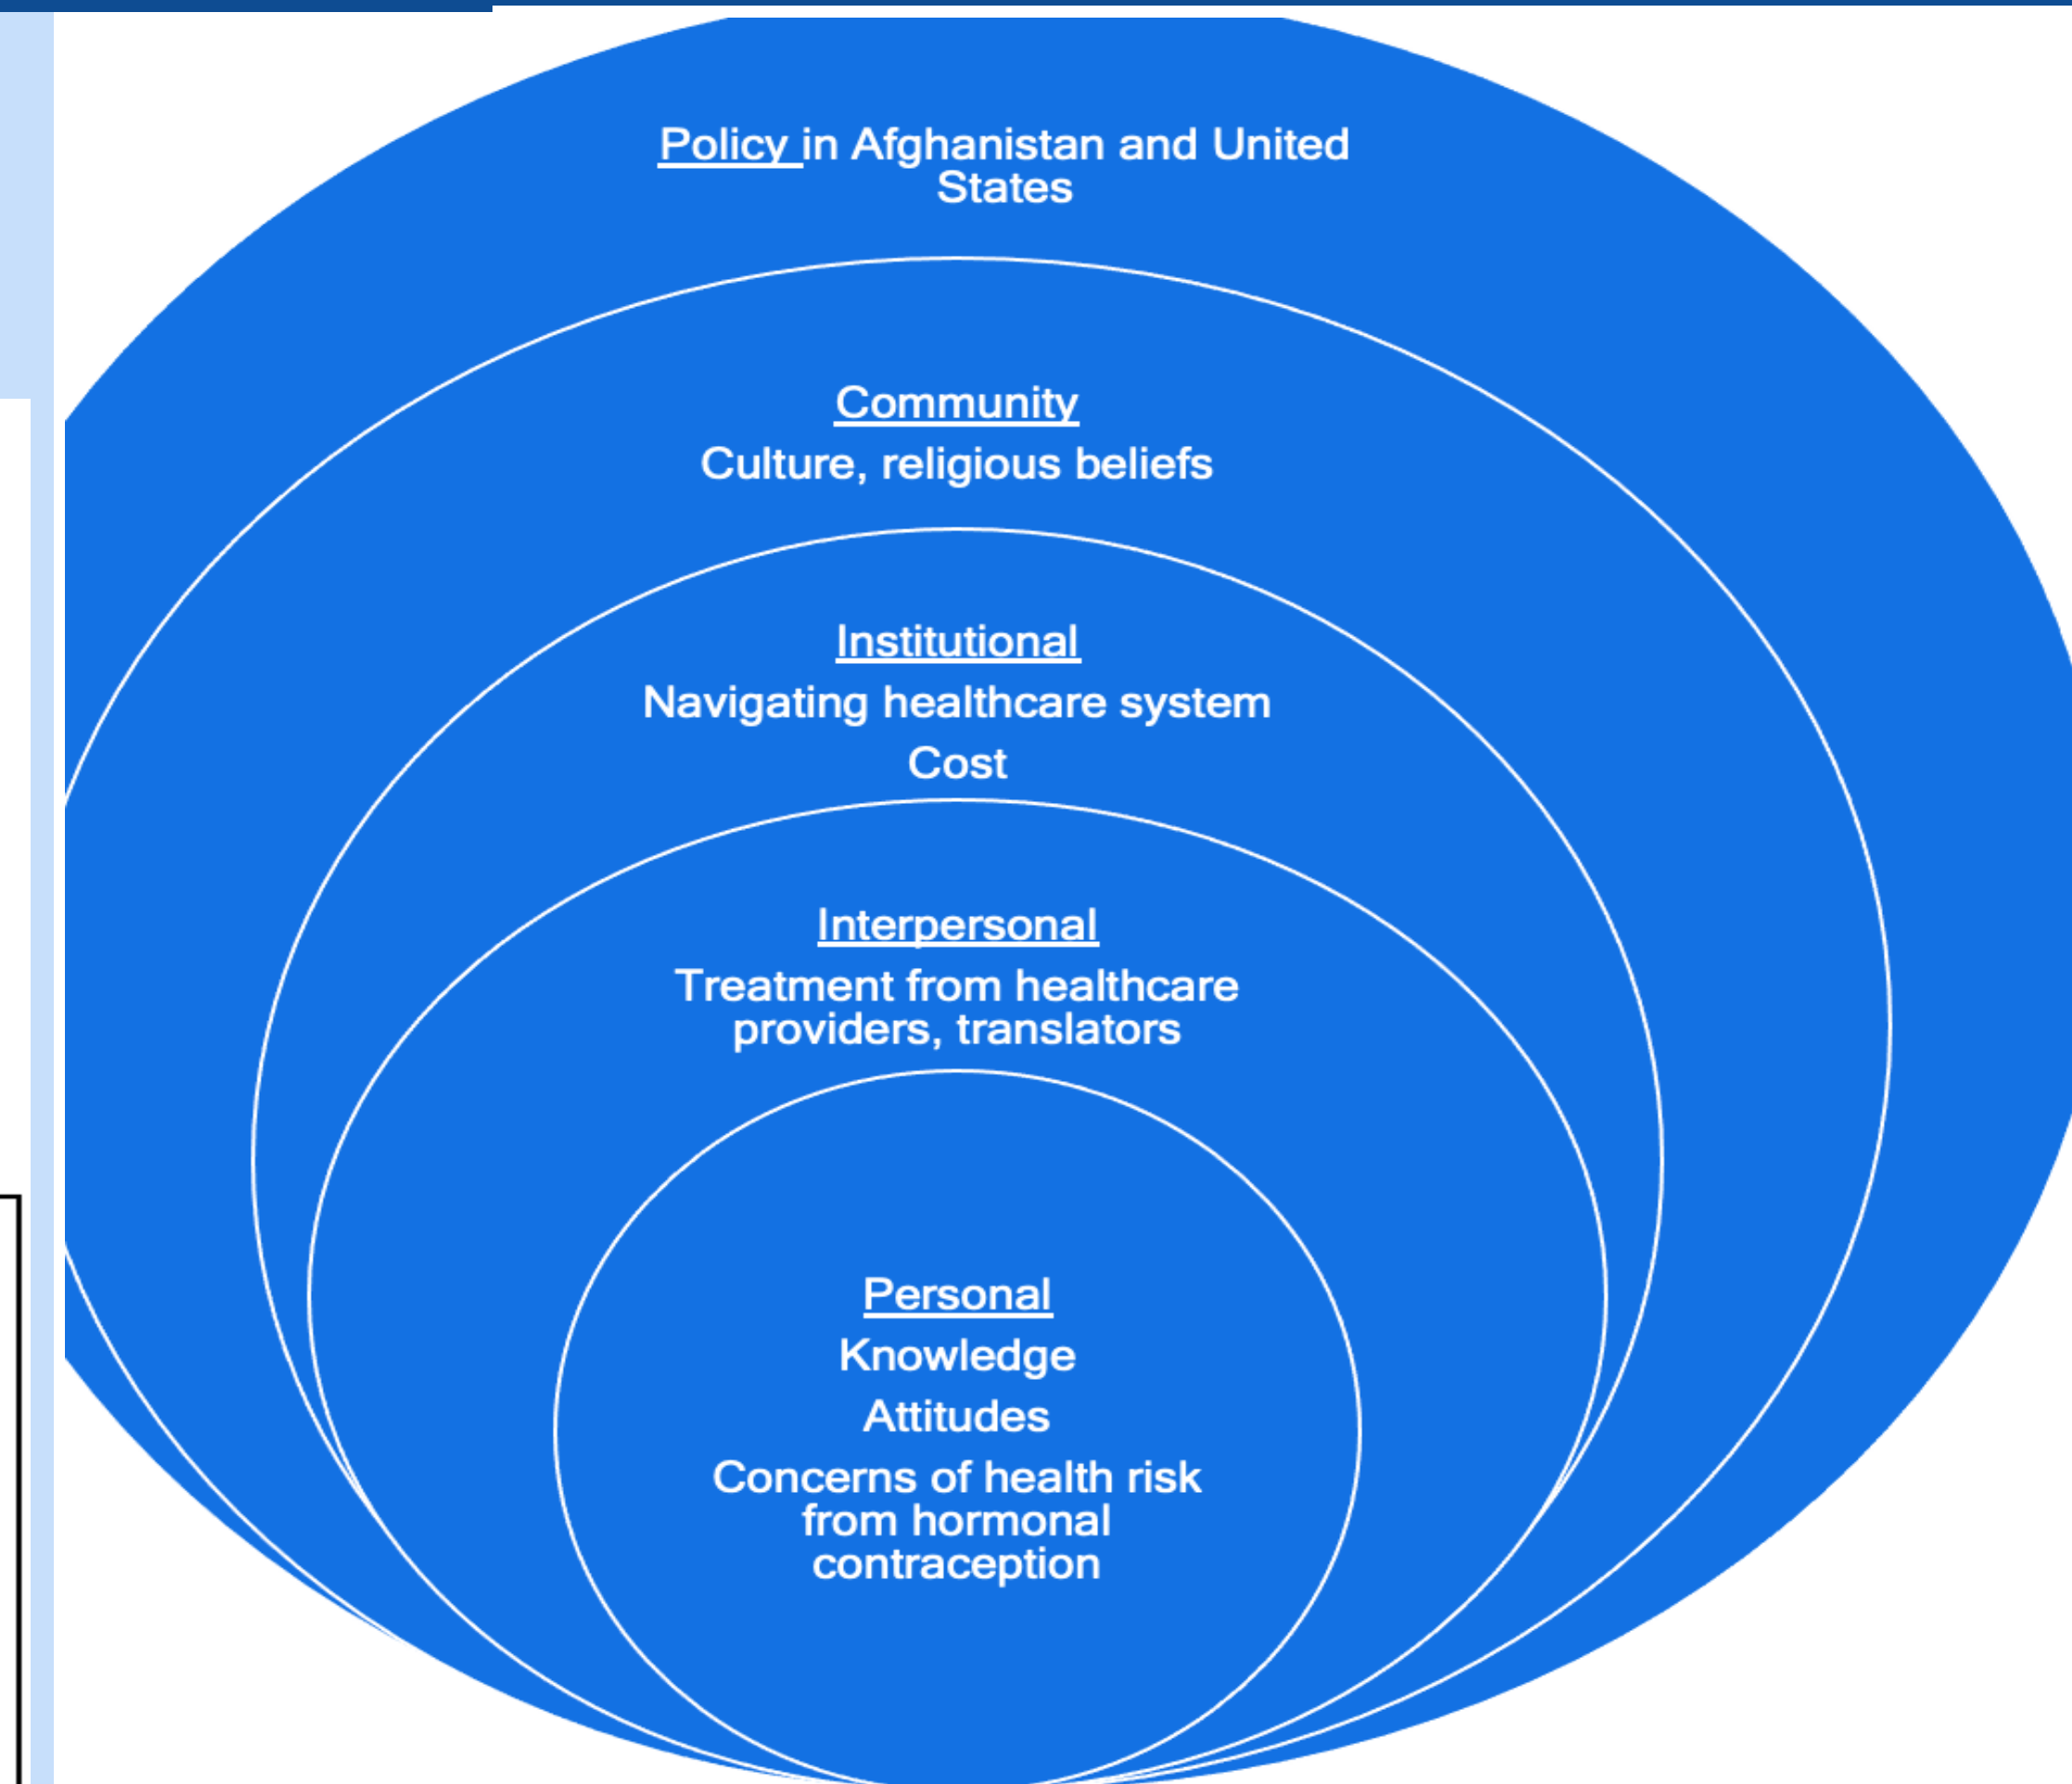 Policy in Afghanistan and United
States
Community
Culture, religious beliefs
Institutional
Navigating healthcare system
Cost
Interpersonal
Treatment from healthcare
providers, translators
Personal
Knowledge
Attitudes
Concerns of health risk
from hormonal
contraception